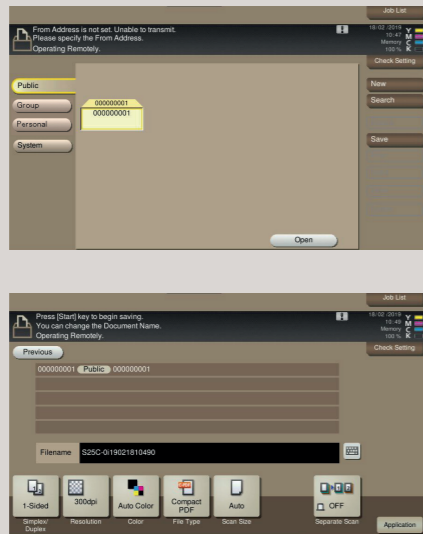 Job List
From Address is not set. Unable to transmit.
Please specify the From Address.
Operating Remotely.
18/02 /2019
10:47
Memory
100 %
Y
M
C
K
Check Setting
Public
Group
Personal
System
000000001
000000001
New
Search
Save
Open
Job List
Press [Start] key to begin saving.
You can change the Document Name.
Operating Remotely.
18/02 /2019
10:49
Memory
100 %
Y
M
C
K
Previous
Check Setting
000000001 Public 000000001
Filename S25C-0i19021810490
1-Sided
300dpi
Auto Color
Compact
PDF
Auto
OFF
Simplex/
Duplex
Resolution
Color
File Type
Scan Size
Separate Scan
Application